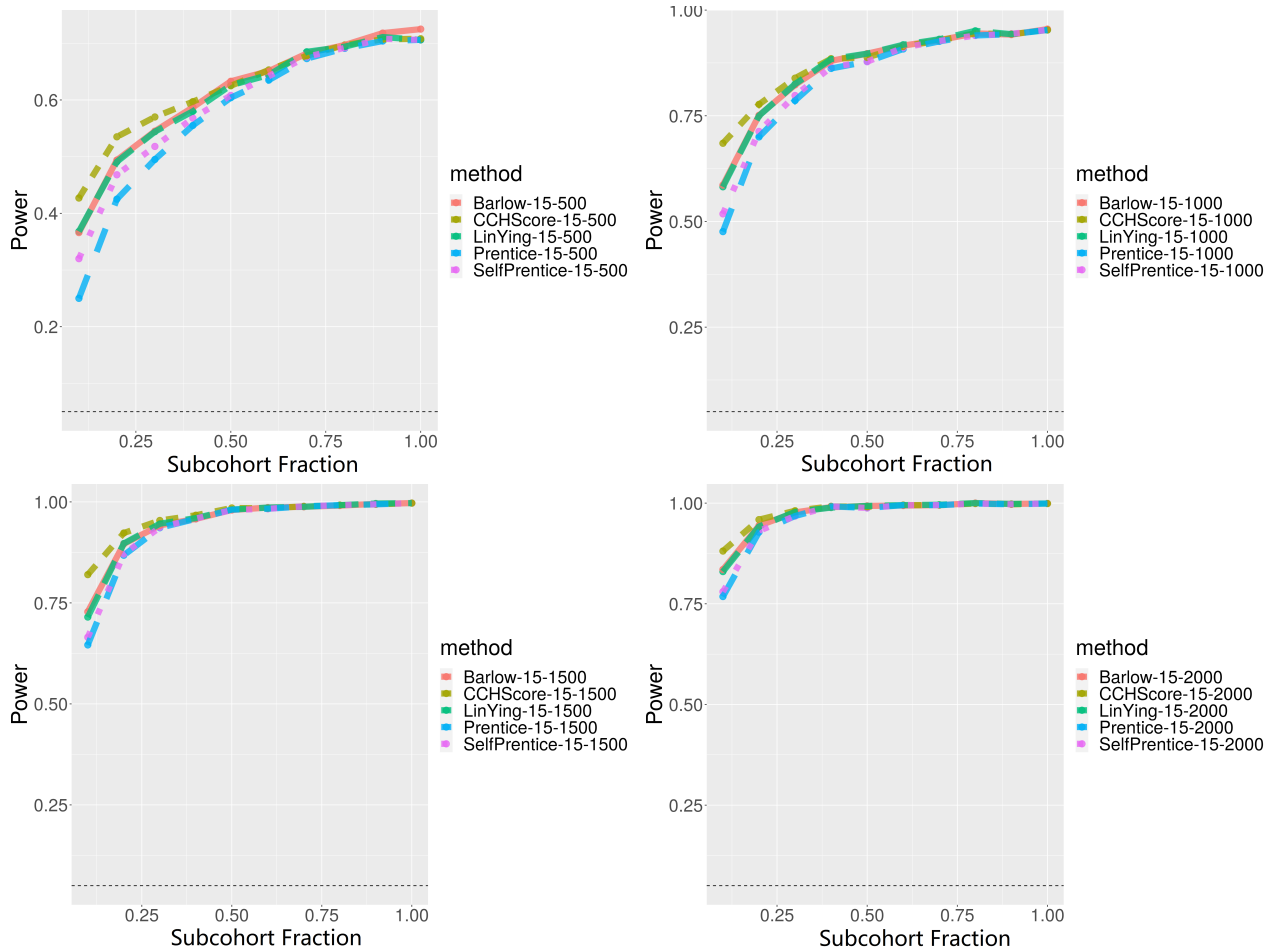 0.6
0.4
0.2
Power
0.25
0.50
0.75
1.00
Subcohort Fraction
method
Barlow-15-500
CCHScore-15-500
LinYing-15-500
Prentice-15-500
SelfPrentice-15-500
1.00
0.75
0.50
0.25
Power
0.25
0.50
0.75
1.00
Subcohort Fraction
method
Barlow-15-1000
CCHScore-15-1000
LinYing-15-1000
Prentice-15-1000
SelfPrentice-15-1000
1.00
0.75
0.50
0.25
Power
0.25
0.50
0.75
1.00
Subcohort Fraction
method
Barlow-15-1500
CCHScore-15-1500
LinYing-15-1500
Prentice-15-1500
SelfPrentice-15-1500
1.00
0.75
0.50
0.25
Power
0.25
0.50
0.75
1.00
Subcohort Fraction
method
Barlow-15-2000
CCHScore-15-2000
LinYing-15-2000
Prentice-15-2000
SelfPrentice-15-2000